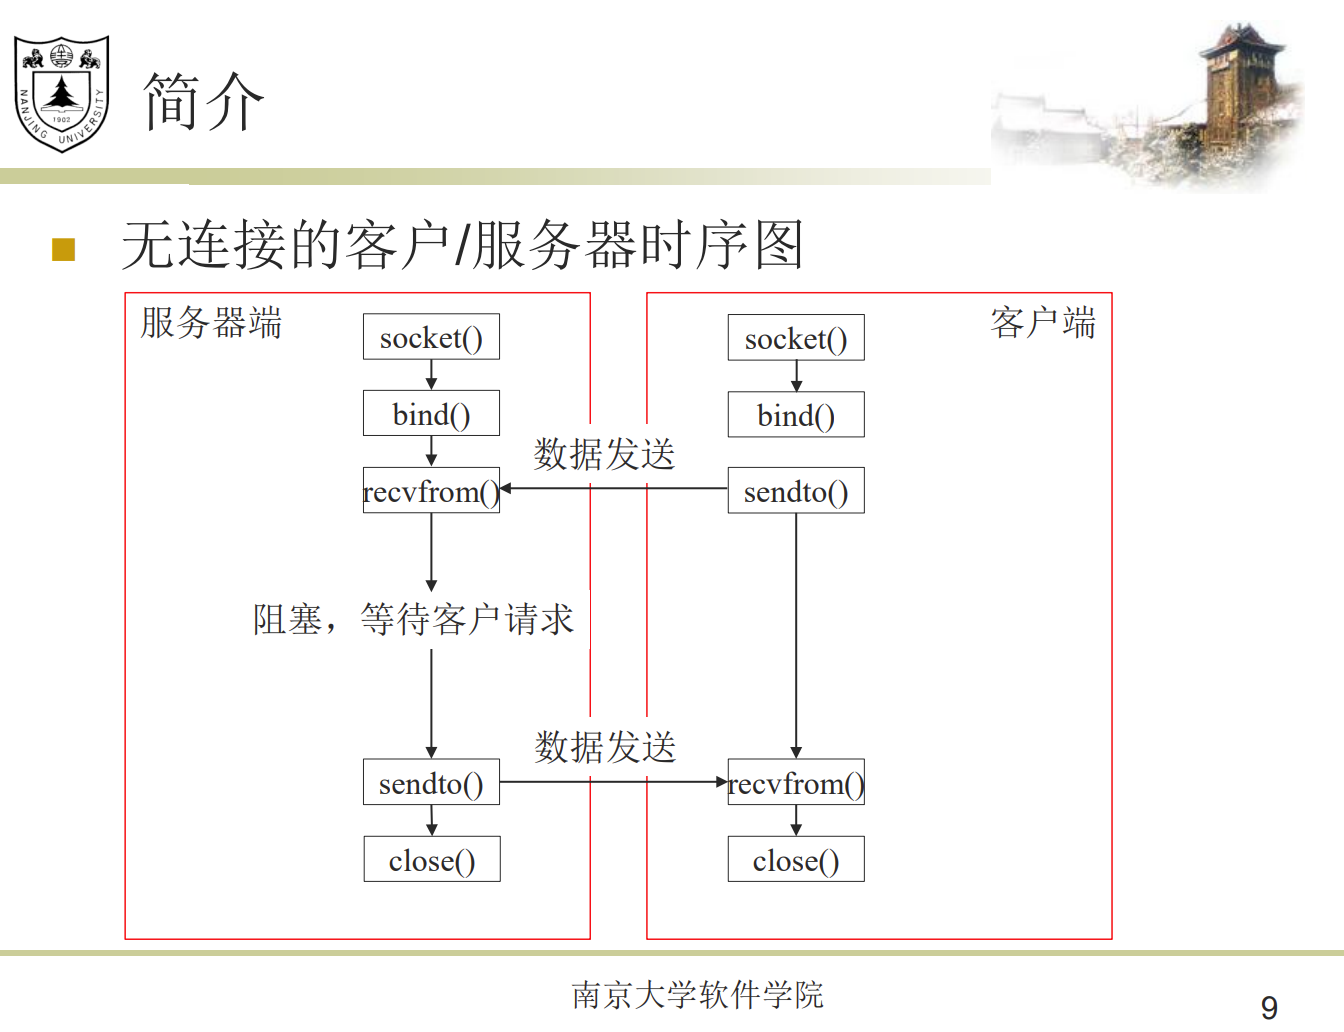 NANJING UNIVERSITY
1902
简介
无连接的客户/服务器时序图
服务器端
客户端
socket()
socket()
bind()
bind()
数据发送
recvfrom()
sendto()
阻塞，等待客户请求
数据发送
sendto()
recvfrom()
close()
close()
南京大学软件学院
9